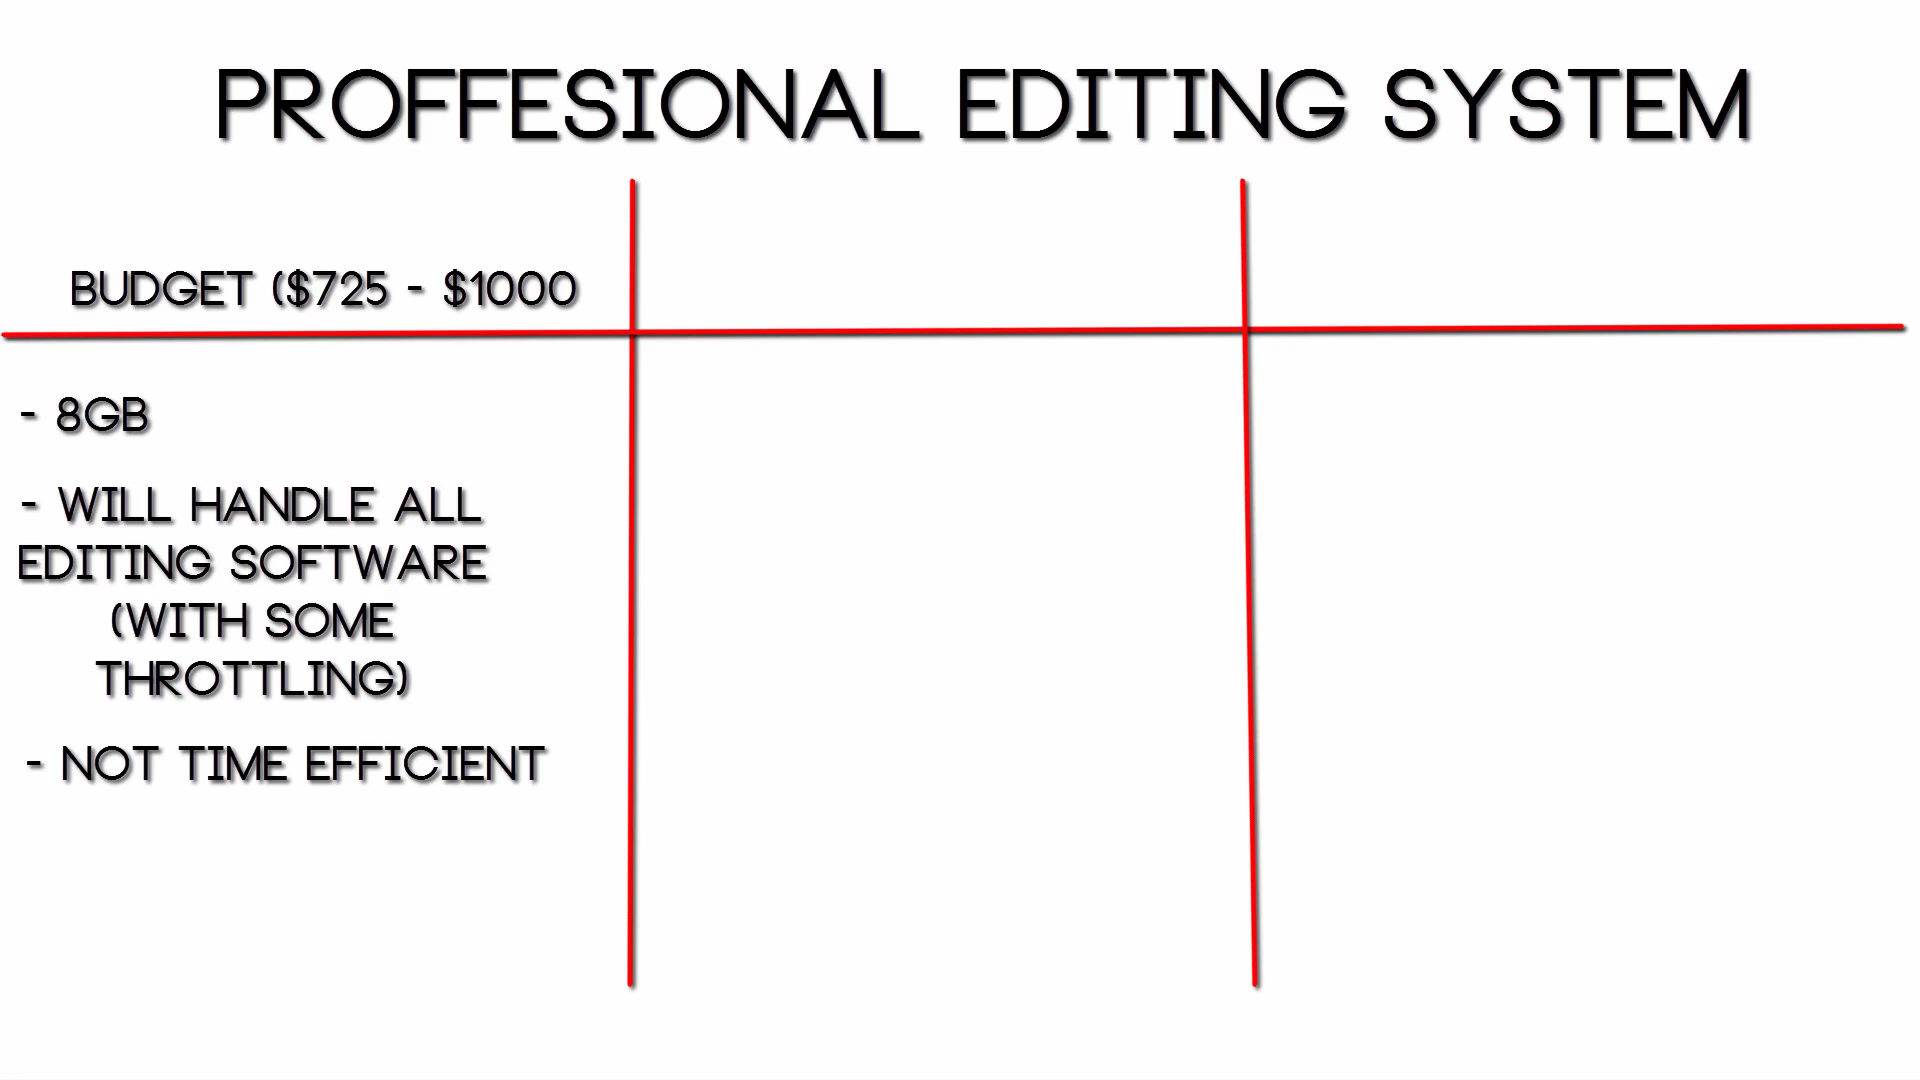 PROFFESIONAL EDITING SYSTEM
BUDGET ($725 - $1000
- 8GB
- WILL HANDLE ALL
EDITING SOFTWARE
(WITH SOME
THROTTLING)
- NOT TIME EFFICIENT